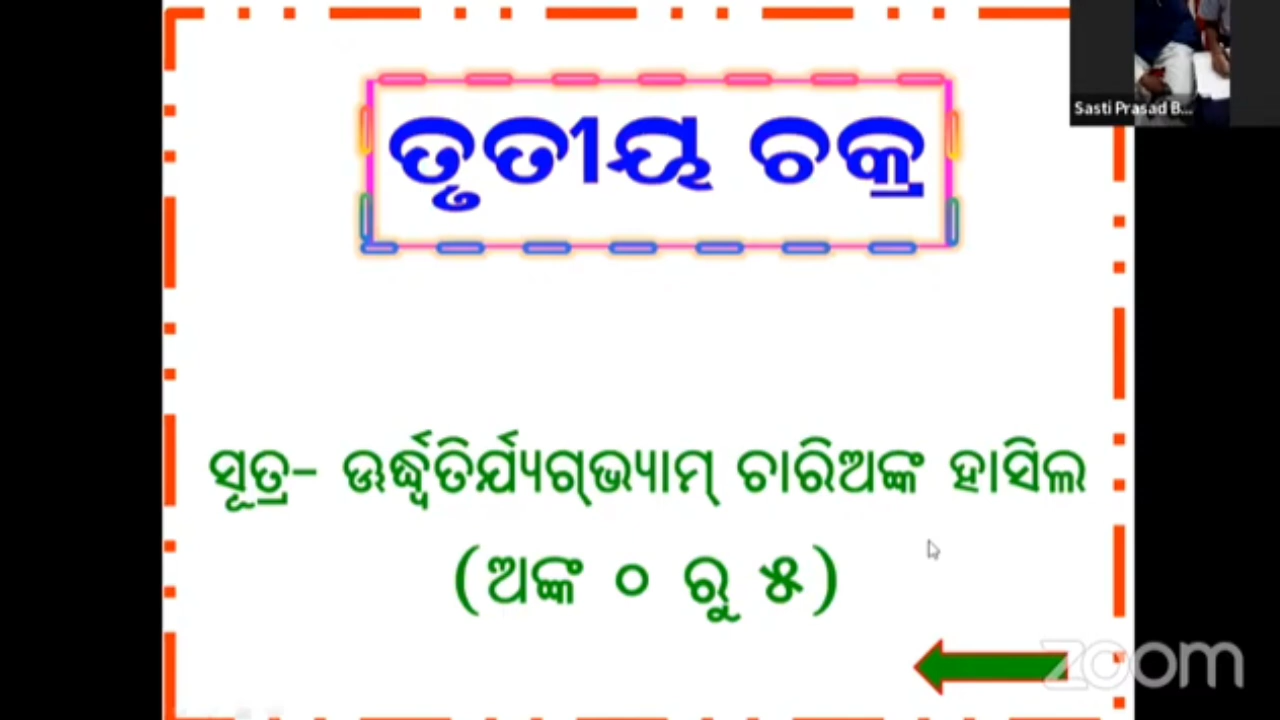 ତୃତୀୟ ଚକ୍ର
Sasti Prasad B...
ସୂତ୍ର- ଊର୍ଦ୍ଧ୍ୱତିର୍ଯ୍ୟଗ୍‌ଭ୍ୟାମ୍ ଚାରିଅଙ୍କ ହାସିଲ
(ଅଙ୍କ ୦ ରୁ ୫)
zoom